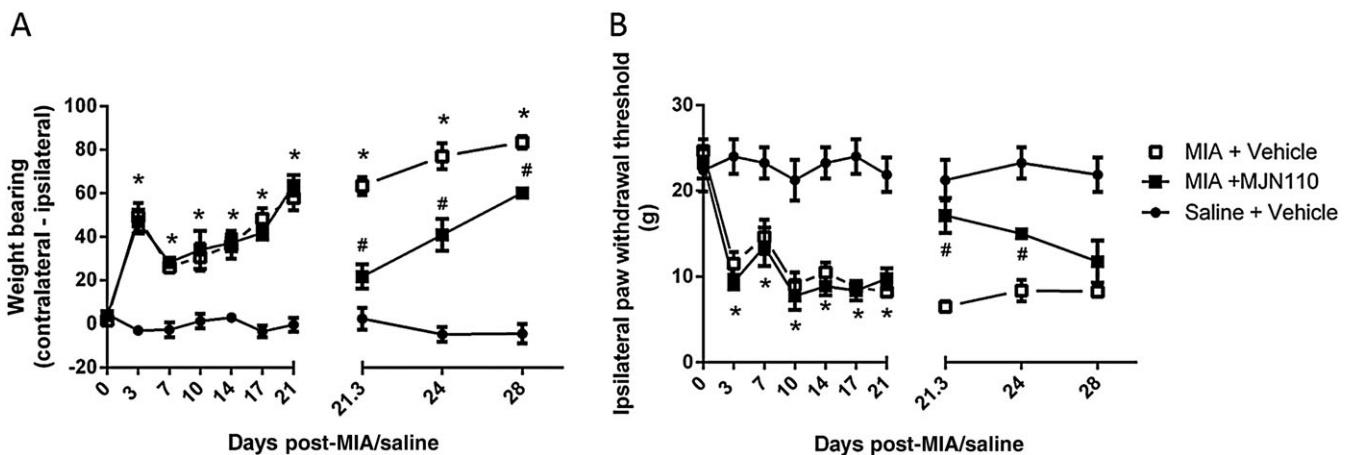 A
Weight bearing
(contralateral - ipsilateral)
100
80
60
40
20
0
-20
* * * * * * * * *
# # #
0 3 7 10 14 17 21 21.3 24 28
Days post-MIA/saline
B
Ipsilateral paw withdrawal threshold
(g)
30
20
10
0
* * * * * *
# #
0 3 7 10 14 17 21 21.3 24 28
Days post-MIA/saline
MIA + Vehicle
MIA +MJN110
Saline + Vehicle